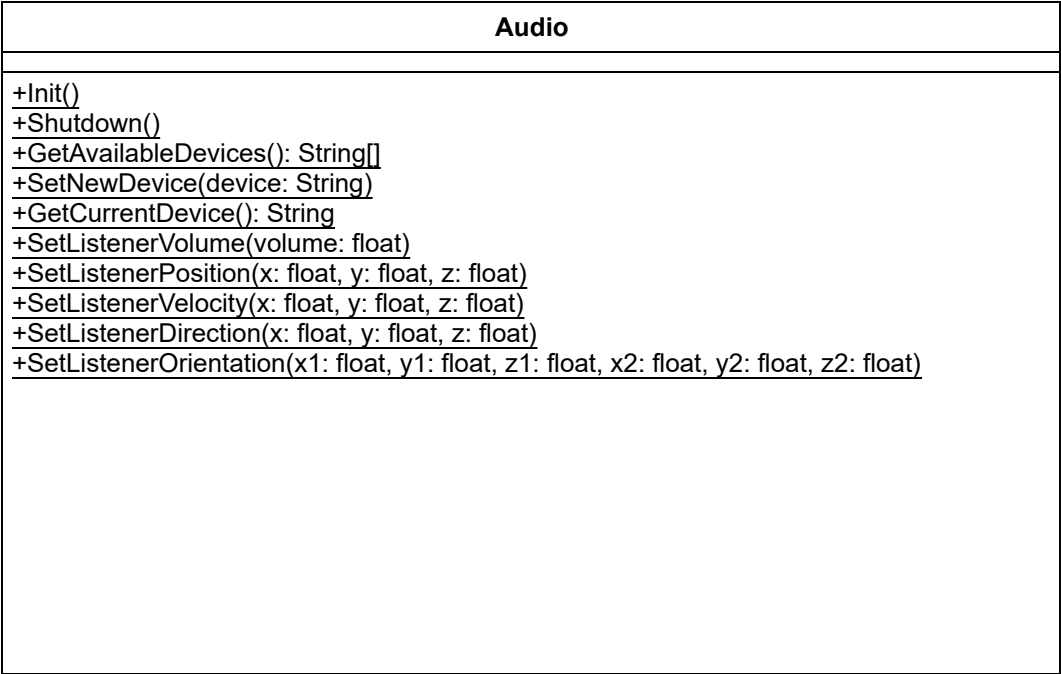 Audio
+Init()
+Shutdown()
+GetAvailableDevices(): String[]
+SetNewDevice(device: String)
+GetCurrentDevice(): String
+SetListenerVolume(volume: float)
+SetListenerPosition(x: float, y: float, z: float)
+SetListenerVelocity(x: float, y: float, z: float)
+SetListenerDirection(x: float, y: float, z: float)
+SetListenerOrientation(x1: float, y1: float, z1: float, x2: float, y2: float, z2: float)